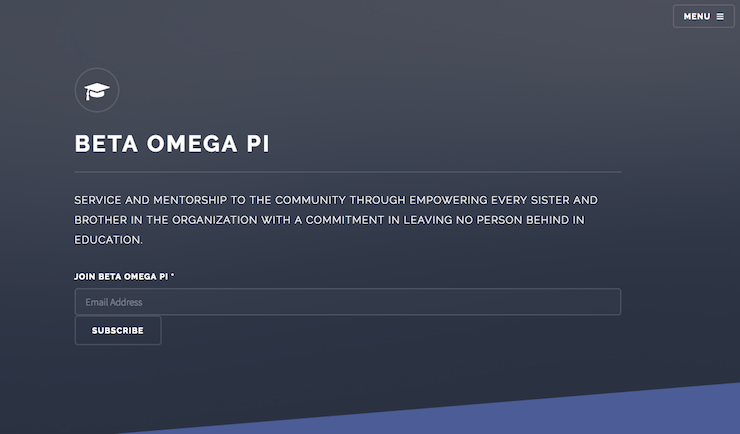 MENU
BETA OMEGA PI
SERVICE AND MENTORSHIP TO THE COMMUNITY THROUGH EMPOWERING EVERY SISTER AND
BROTHER IN THE ORGANIZATION WITH A COMMITMENT IN LEAVING NO PERSON BEHIND IN
EDUCATION.
JOIN BETA OMEGA PI *
Email Address
SUBSCRIBE